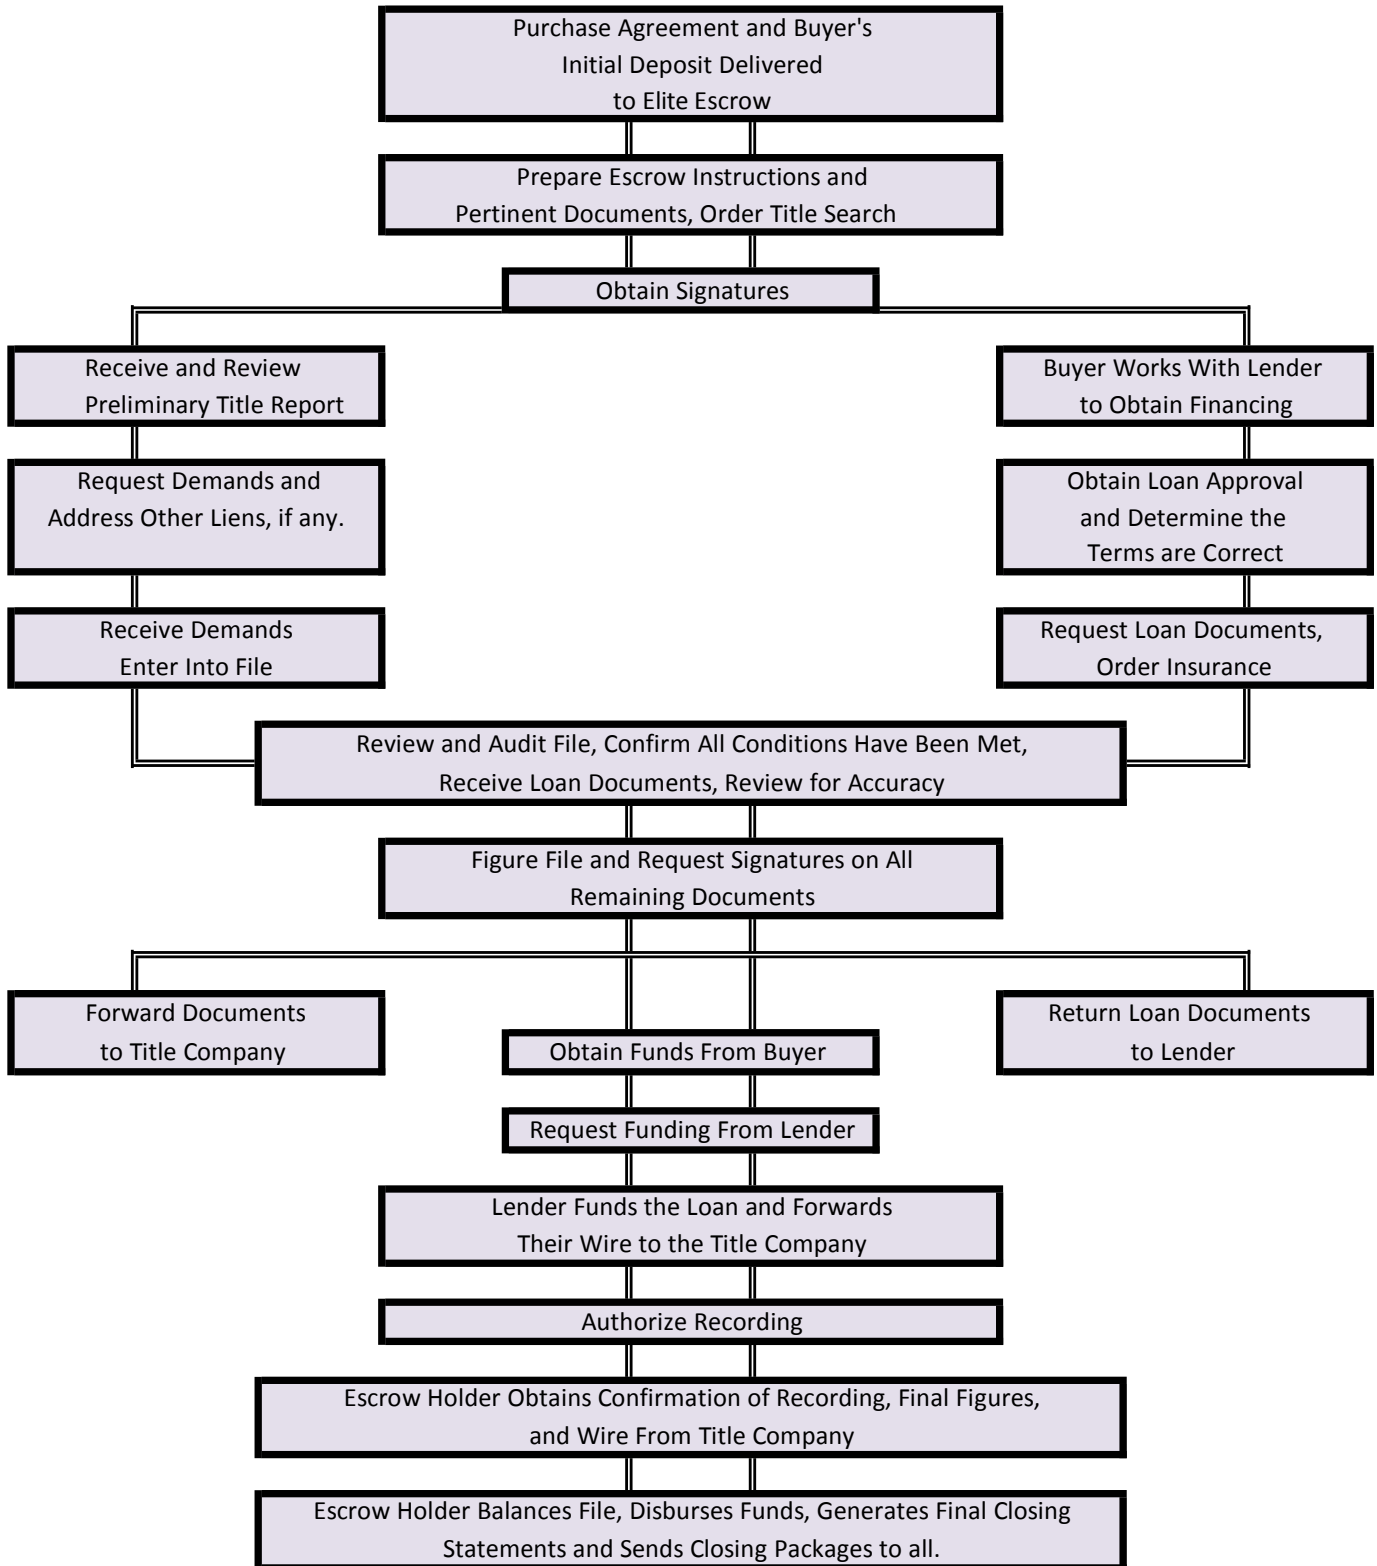 Purchase Agreement and Buyer's
Initial Deposit Delivered
to Elite Escrow
Prepare Escrow Instructions and
Pertinent Documents, Order Title Search
Obtain Signatures
Receive and Review
Preliminary Title Report
Buyer Works With Lender
to Obtain Financing
Request Demands and
Address Other Liens, if any.
Obtain Loan Approval
and Determine the
Terms are Correct
Receive Demands
Enter Into File
Request Loan Documents,
Order Insurance
Review and Audit File, Confirm All Conditions Have Been Met,
Receive Loan Documents, Review for Accuracy
Figure File and Request Signatures on All
Remaining Documents
Forward Documents
to Title Company
Return Loan Documents
to Lender
Obtain Funds From Buyer
Request Funding From Lender
Lender Funds the Loan and Forwards
Their Wire to the Title Company
Authorize Recording
Escrow Holder Obtains Confirmation of Recording, Final Figures,
and Wire From Title Company
Escrow Holder Balances File, Disburses Funds, Generates Final Closing
Statements and Sends Closing Packages to all.